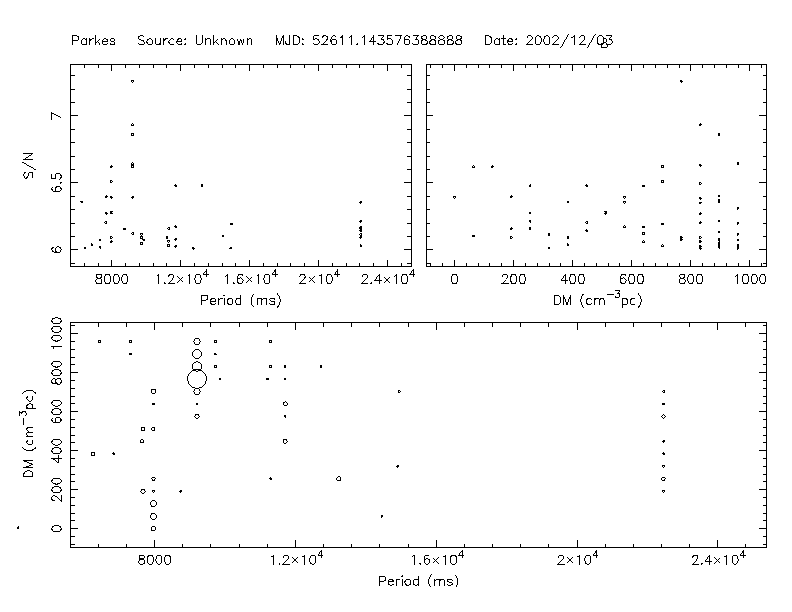 Parkes Source: Unknown MJD: 52611.143576388888 Date: 2002/12/03
S/N
7
6.5
6
8000 1.2×10⁴ 1.6×10⁴ 2×10⁴ 2.4×10⁴
Period (ms)
0 200 400 600 800 1000
DM (cm⁻³pc)
DM (cm⁻³pc)
1000
800
600
400
200
0
8000 1.2×10⁴ 1.6×10⁴ 2×10⁴ 2.4×10⁴
Period (ms)